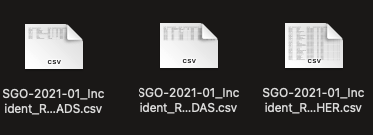 csv csv csv
SGO-2021-01_Inc SGO-2021-01_Inc SGO-2021-01_Inc
ident_R...ADS.csv ident_R...DAS.csv ident_R...HER.csv